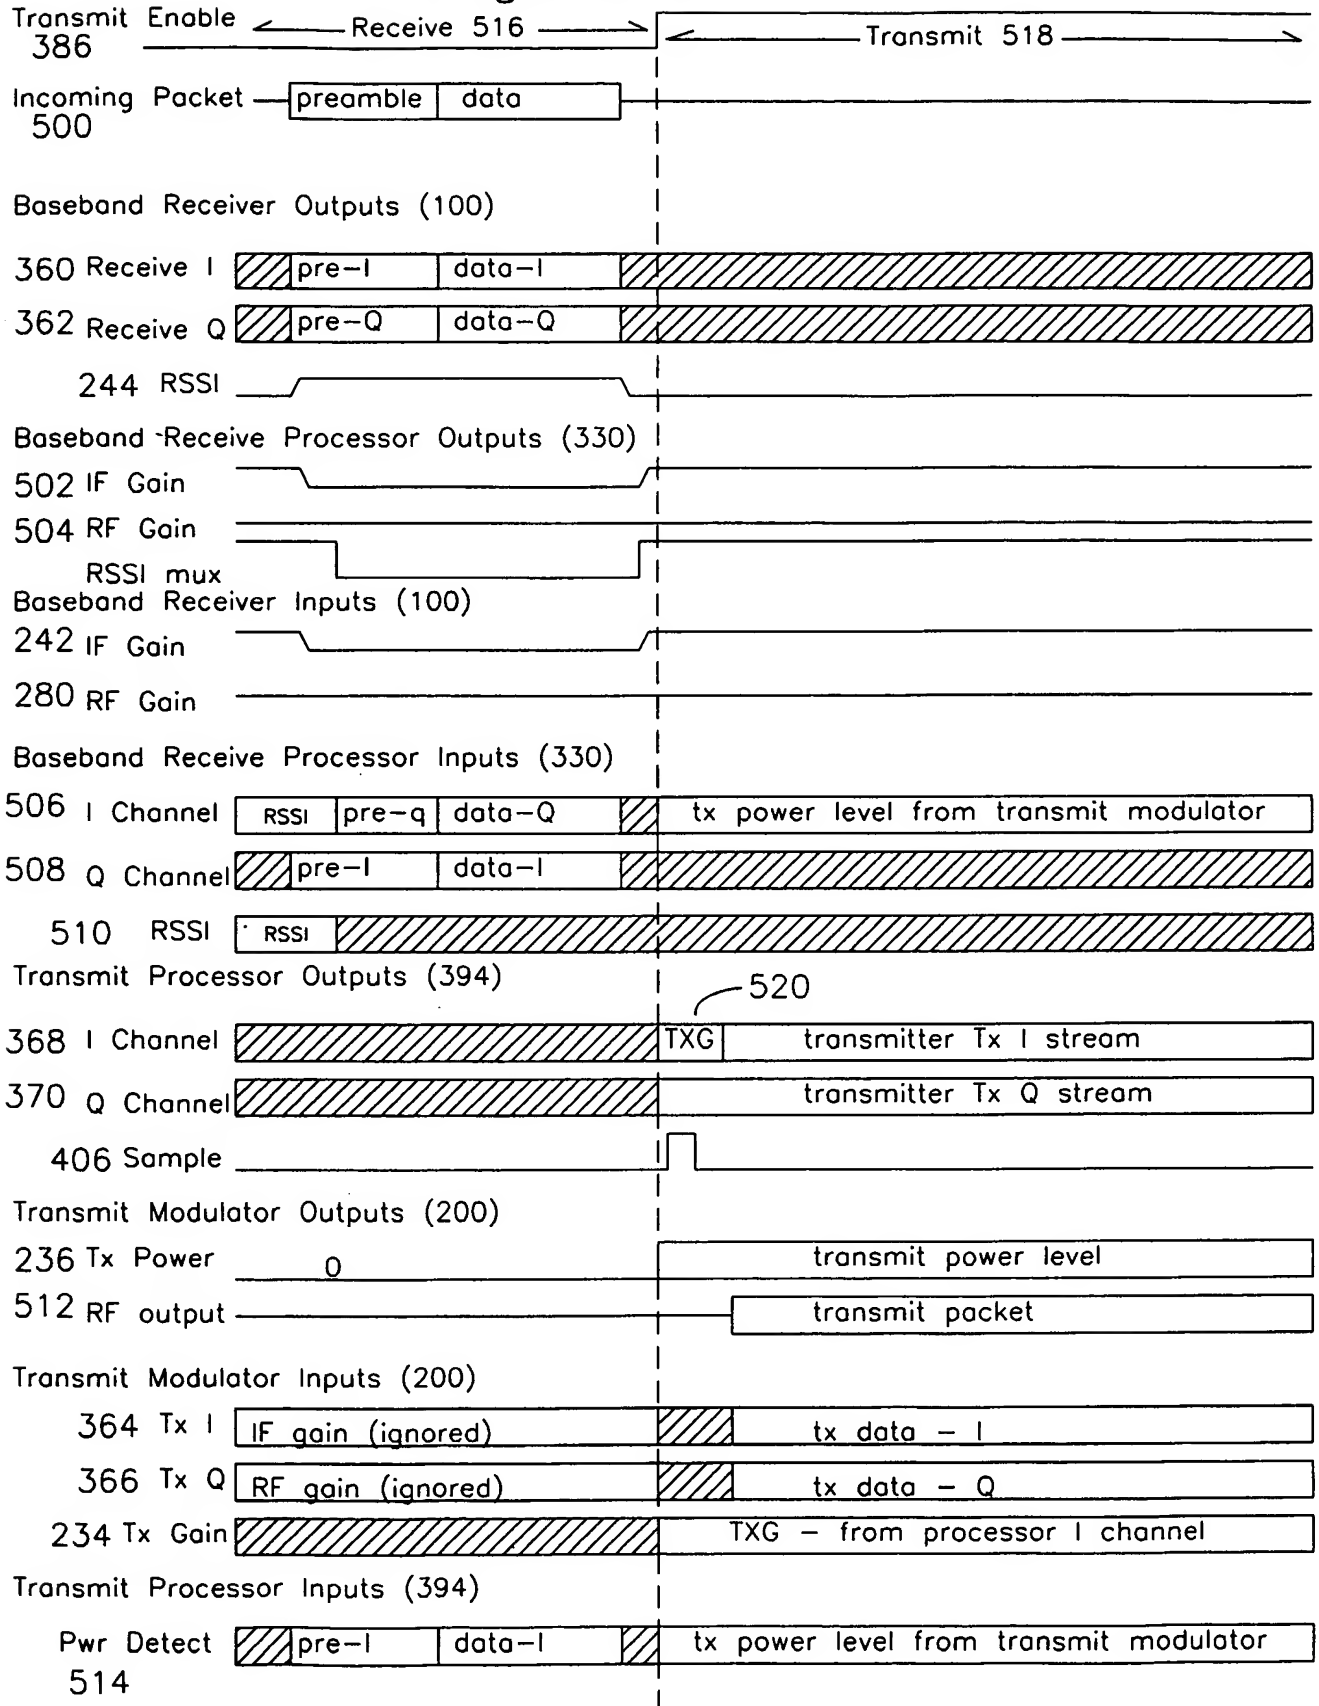 Transmit Enable
386
Receive 516
Transmit 518
Incoming Packet
500
preamble data
Baseband Receiver Outputs (100)
360 Receive I pre-I data-I
362 Receive Q pre-Q data-Q
244 RSSI
Baseband Receive Processor Outputs (330)
502 IF Gain
504 RF Gain
RSSI mux
Baseband Receiver Inputs (100)
242 IF Gain
280 RF Gain
Baseband Receive Processor Inputs (330)
506 I Channel RSSI pre-q data-Q tx power level from transmit modulator
508 Q Channel pre-I data-I
510 RSSI RSSI
Transmit Processor Outputs (394)
520
368 I Channel TXG transmitter Tx I stream
370 Q Channel transmitter Tx Q stream
406 Sample
Transmit Modulator Outputs (200)
236 Tx Power 0 transmit power level
512 RF output transmit packet
Transmit Modulator Inputs (200)
364 Tx I IF gain (ignored) tx data - I
366 Tx Q RF gain (ignored) tx data - Q
234 Tx Gain TXG - from processor I channel
Transmit Processor Inputs (394)
Pwr Detect pre-I data-I tx power level from transmit modulator
514